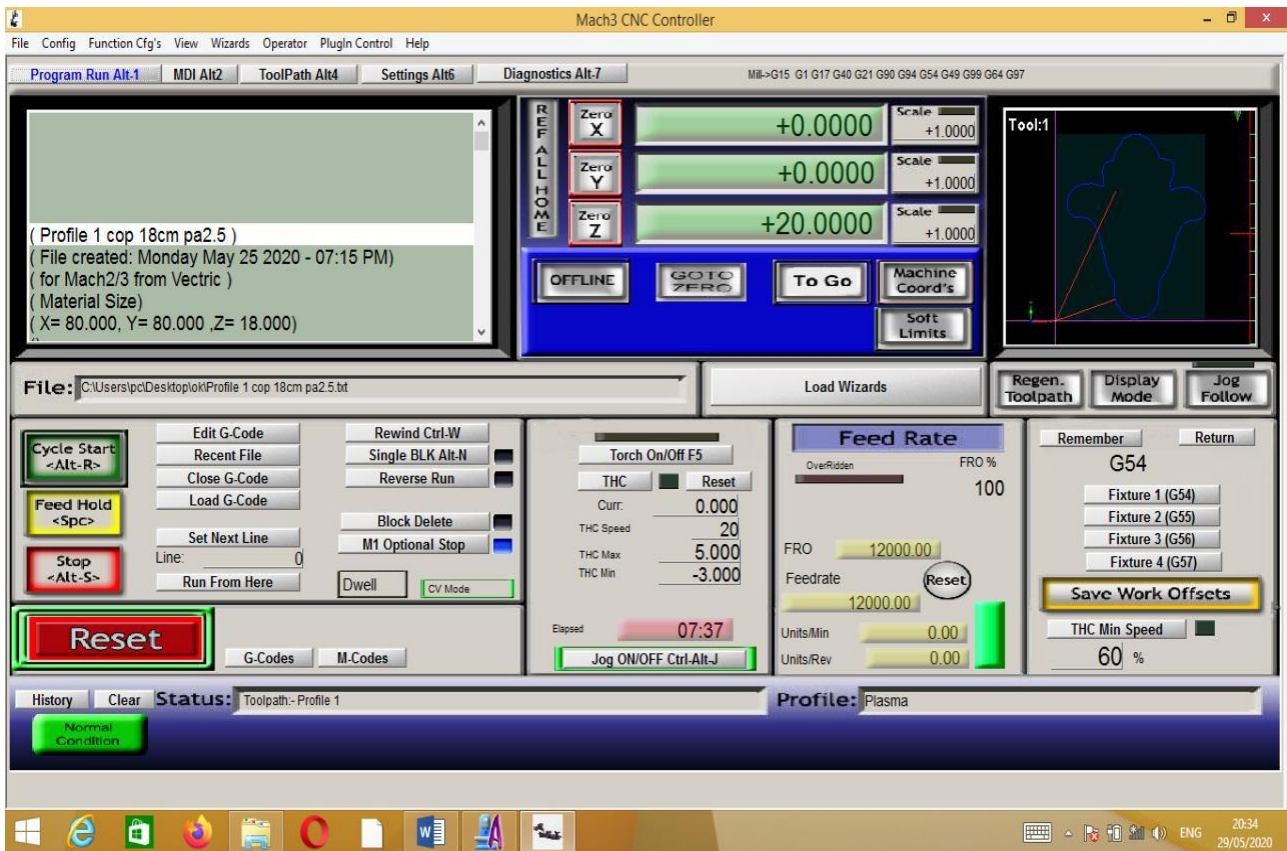 Mach3 CNC Controller
File Config Function Cfg's View Wizards Operator PlugIn Control Help
Program Run Alt-1 MDI Alt2 ToolPath Alt4 Settings Alt6 Diagnostics Alt-7 Mill->G15 G1 G17 G40 G21 G90 G94 G54 G49 G99 G64 G97
( Profile 1 cop 18cm pa2.5 )
( File created: Monday May 25 2020 - 07:15 PM)
( for Mach2/3 from Vectric )
( Material Size)
( X= 80.000, Y= 80.000 ,Z= 18.000)
REF ALL HOME
Zero X +0.0000 Scale +1.0000
Zero Y +0.0000 Scale +1.0000
Zero Z +20.0000 Scale +1.0000
OFFLINE GOTO ZERO To Go Machine Coord's
Soft Limits
Tool:1
File: C:\Users\pc\Desktop\ok\Profile 1 cop 18cm pa2.5.txt
Load Wizards
Regen. Toolpath Display Mode Jog Follow
Cycle Start <Alt-R>
Feed Hold <Spc>
Stop <Alt-S>
Edit G-Code Rewind Ctrl-W
Recent File Single BLK Alt-N
Close G-Code Reverse Run
Load G-Code
Block Delete
Set Next Line M1 Optional Stop
Line: 0
Run From Here Dwell CV Mode
Reset
G-Codes M-Codes
Torch On/Off F5
THC Reset
Curr: 0.000
THC Speed 20
THC Max 5.000
THC Min -3.000
Elapsed 07:37
Jog ON/OFF Ctrl-Alt-J
Feed Rate
OverRidden FRO %
100
FRO 12000.00
Feedrate Reset
12000.00
Units/Min 0.00
Units/Rev 0.00
Remember Return
G54
Fixture 1 (G54)
Fixture 2 (G55)
Fixture 3 (G56)
Fixture 4 (G57)
Save Work Offsets
THC Min Speed
60 %
History Clear Status: Toolpath:- Profile 1 Profile: Plasma
Normal Condition
ENG 20:34
29/05/2020